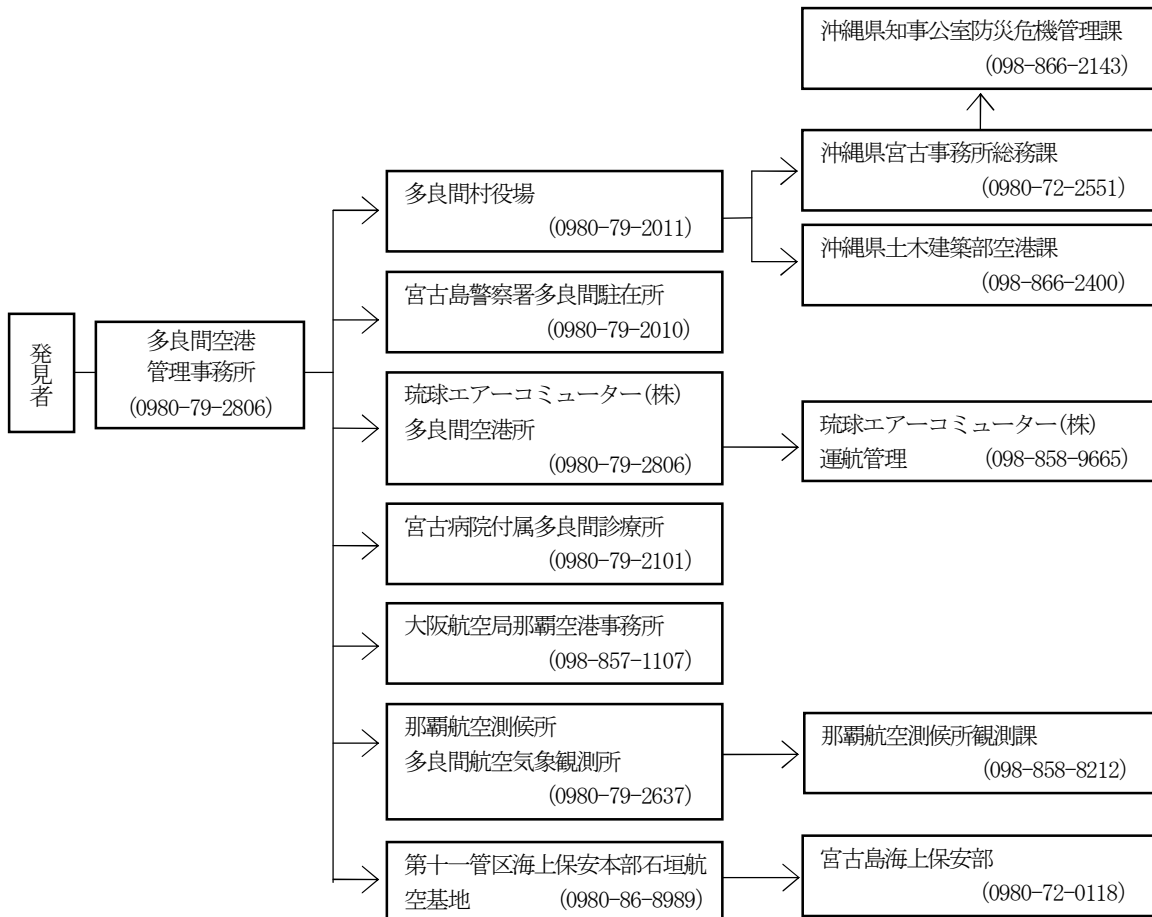 発見者
多良間空港
管理事務所
(0980-79-2806)
多良間村役場
(0980-79-2011)
宮古島警察署多良間駐在所
(0980-79-2010)
琉球エアーコミューター(株)
多良間空港所
(0980-79-2806)
宮古病院付属多良間診療所
(0980-79-2101)
大阪航空局那覇空港事務所
(098-857-1107)
那覇航空測候所
多良間航空気象観測所
(0980-79-2637)
第十一管区海上保安本部石垣航
空基地 (0980-86-8989)
沖縄県知事公室防災危機管理課
(098-866-2143)
沖縄県宮古事務所総務課
(0980-72-2551)
沖縄県土木建築部空港課
(098-866-2400)
琉球エアーコミューター(株)
運航管理 (098-858-9665)
那覇航空測候所観測課
(098-858-8212)
宮古島海上保安部
(0980-72-0118)